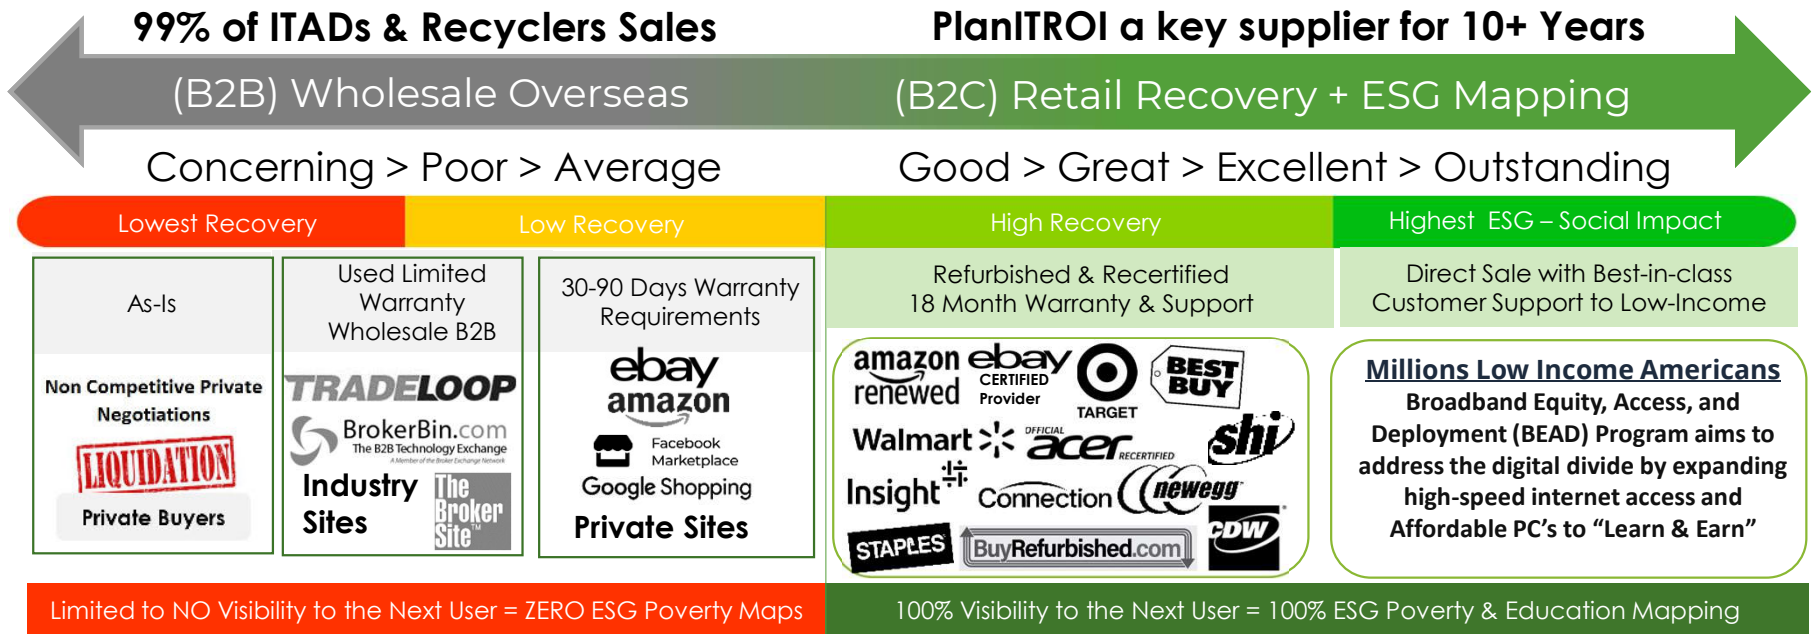 99% of ITADs & Recyclers Sales
PlanITROI a key supplier for 10+ Years
(B2B) Wholesale Overseas
(B2C) Retail Recovery + ESG Mapping
Concerning > Poor > Average
Good > Great > Excellent > Outstanding
Lowest Recovery
Low Recovery
High Recovery
Highest ESG – Social Impact
As-Is
Non Competitive Private
Negotiations
LIQUIDATION
Private Buyers
Used Limited
Warranty
Wholesale B2B
TRADELOOP
BrokerBin.com
The B2B Technology Exchange
A Member of the Broker Exchange Network
Industry
Sites
The
Broker
Site™
30-90 Days Warranty
Requirements
ebay
amazon
Facebook
Marketplace
Google Shopping
Private Sites
Refurbished & Recertified
18 Month Warranty & Support
amazon
renewed
ebay
CERTIFIED
Provider
TARGET
BEST
BUY
Walmart
OFFICIAL
acer
RECERTIFIED
shi
Insight
Connection
newegg
STAPLES
BuyRefurbished.com
CDW
Direct Sale with Best-in-class
Customer Support to Low-Income
Millions Low Income Americans
Broadband Equity, Access, and
Deployment (BEAD) Program aims to
address the digital divide by expanding
high-speed internet access and
Affordable PC's to “Learn & Earn”
Limited to NO Visibility to the Next User = ZERO ESG Poverty Maps
100% Visibility to the Next User = 100% ESG Poverty & Education Mapping